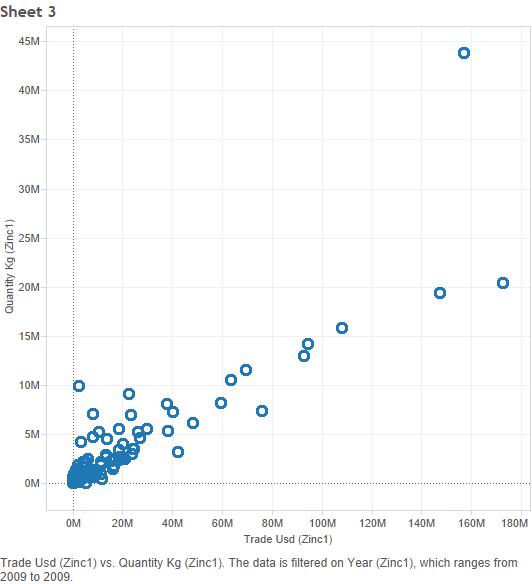 Sheet 3
45M
40M
35M
30M
25M
20M
15M
10M
5M
0M
Quantity Kg (Zinc1)
0M 20M 40M 60M 80M 100M 120M 140M 160M 180M
Trade Usd (Zinc1)
Trade Usd (Zinc1) vs. Quantity Kg (Zinc1). The data is filtered on Year (Zinc1), which ranges from
2009 to 2009.